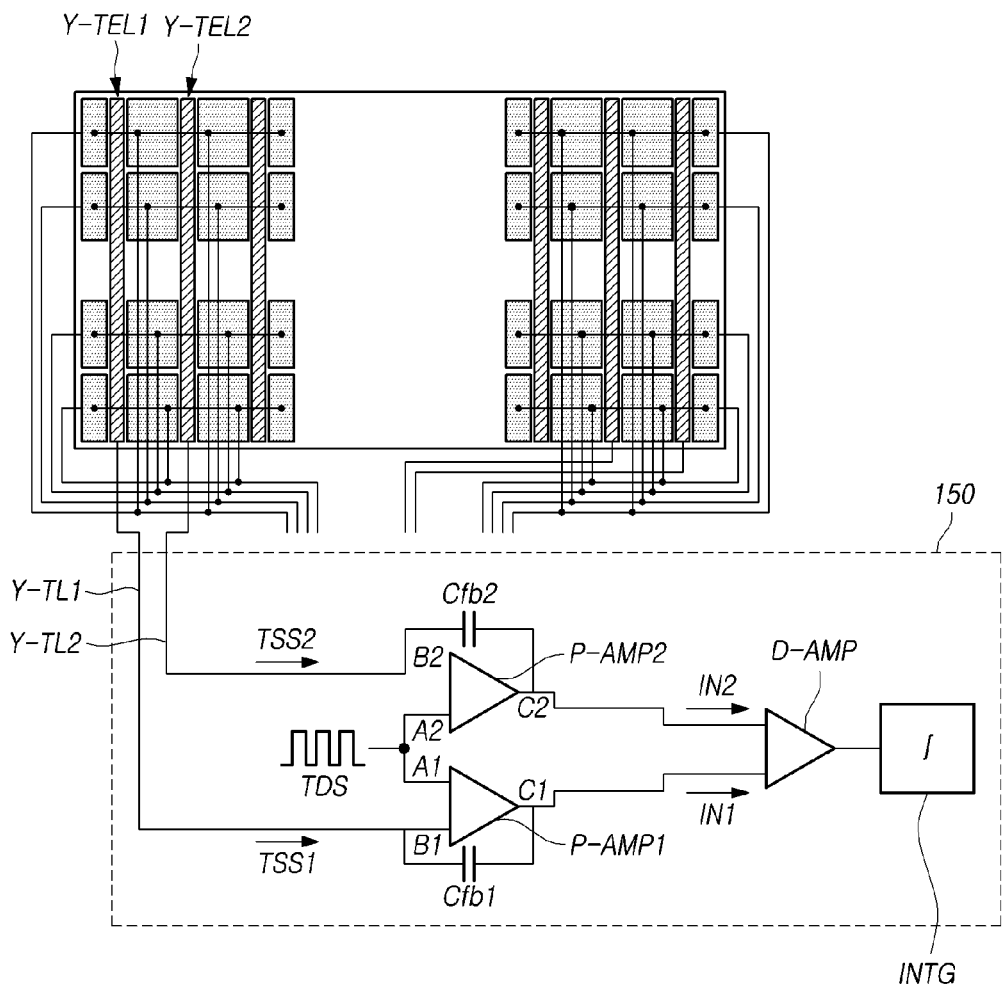 Y-TEL1 Y-TEL2
150
Y-TL1
Y-TL2
Cfb2
TSS2
B2
P-AMP2
D-AMP
C2
IN2
A2
TDS
A1
C1
IN1
∫
B1
P-AMP1
TSS1
Cfb1
INTG